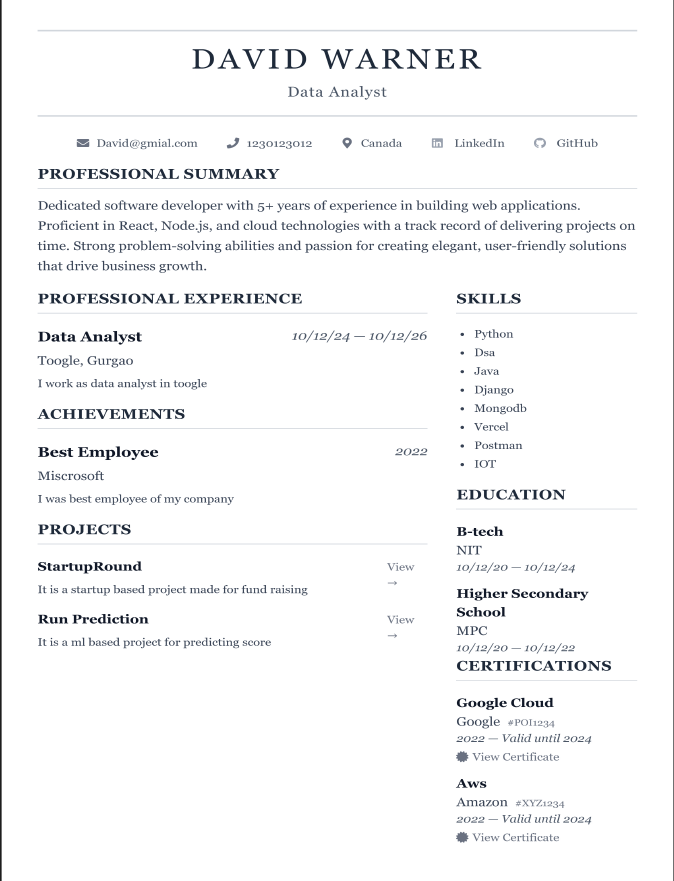 DAVID WARNER
Data Analyst
David@gmial.com 1230123012 Canada LinkedIn GitHub
PROFESSIONAL SUMMARY
Dedicated software developer with 5+ years of experience in building web applications.
Proficient in React, Node.js, and cloud technologies with a track record of delivering projects on
time. Strong problem-solving abilities and passion for creating elegant, user-friendly solutions
that drive business growth.
PROFESSIONAL EXPERIENCE
Data Analyst 10/12/24 — 10/12/26
Toogle, Gurgao
I work as data analyst in toogle
ACHIEVEMENTS
Best Employee 2022
Miscrosoft
I was best employee of my company
PROJECTS
StartupRound View →
It is a startup based project made for fund raising
Run Prediction View →
It is a ml based project for predicting score
SKILLS
• Python
• Dsa
• Java
• Django
• Mongodb
• Vercel
• Postman
• IOT
EDUCATION
B-tech
NIT
10/12/20 — 10/12/24
Higher Secondary
School
MPC
10/12/20 — 10/12/22
CERTIFICATIONS
Google Cloud
Google #POI1234
2022 — Valid until 2024
View Certificate
Aws
Amazon #XYZ1234
2022 — Valid until 2024
View Certificate